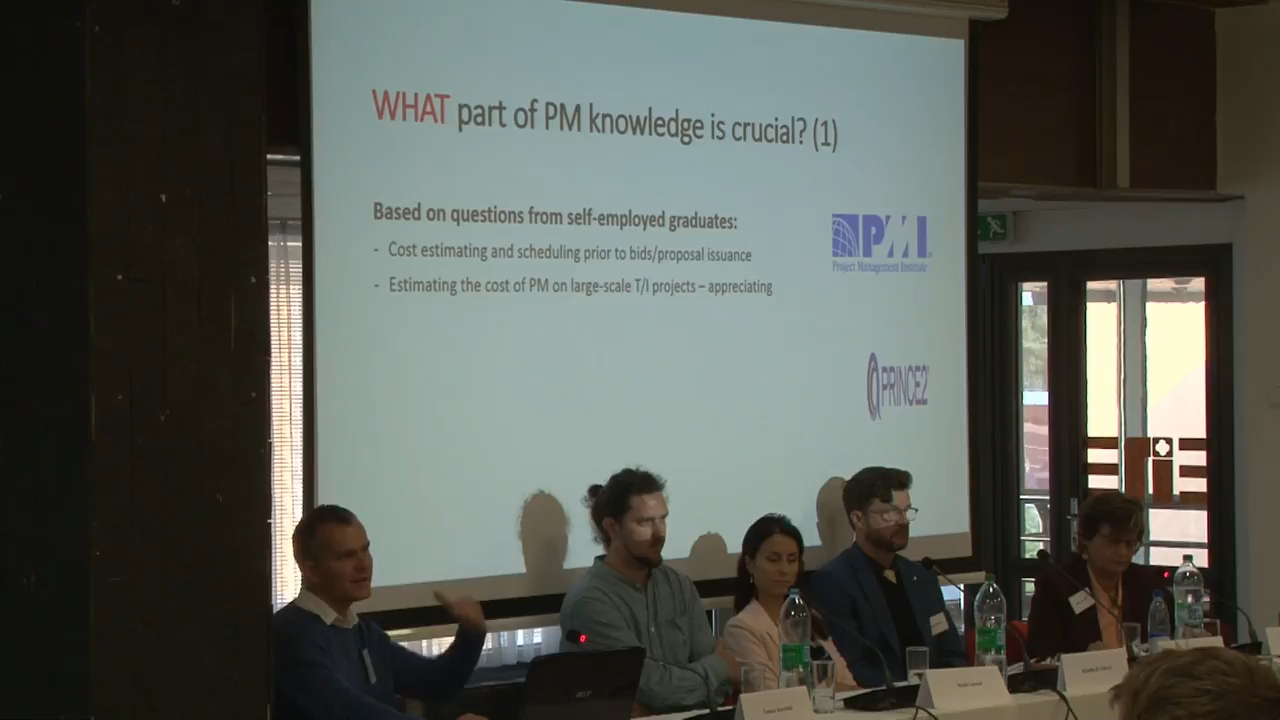 WHAT part of PM knowledge is crucial? (1)
Based on questions from self-employed graduates:
- Cost estimating and scheduling prior to bids/proposal issuance
- Estimating the cost of PM on large-scale T/I projects – appreciating
PMI
Project Management Institute
PRINCE2
acer